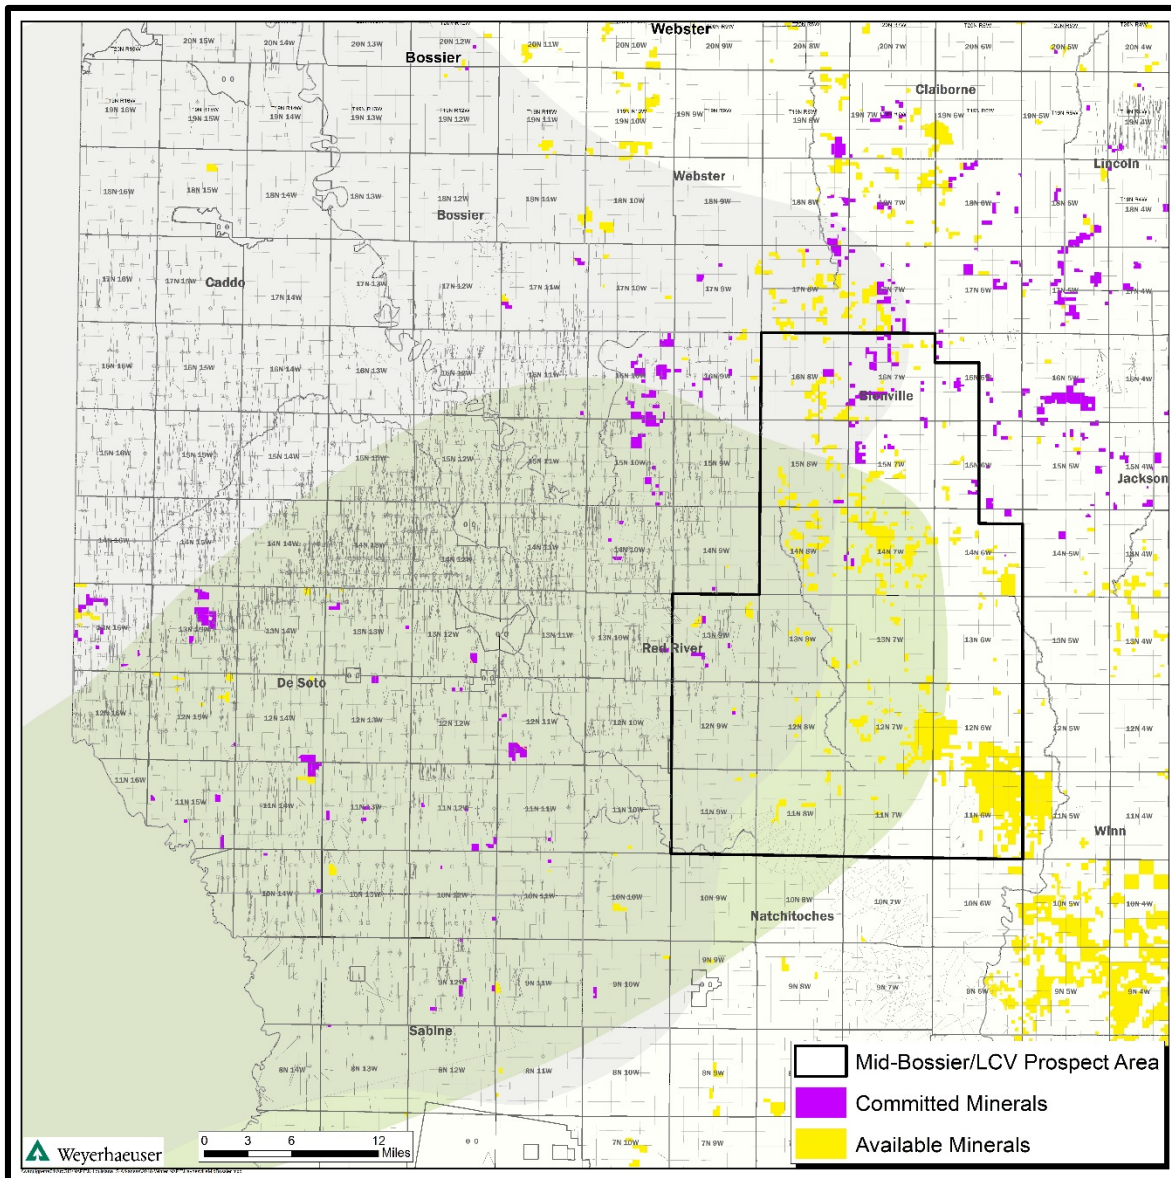 Webster
Bossier
20N 15W
20N 14W
20N 13W
20N 12W
20N 11W
20N 10W
20N 9W
20N 8W
20N 7W
20N 6W
20N 5W
20N 4W
Claiborne
19N 16W
19N 15W
19N 14W
19N 13W
19N 12W
19N 11W
19N 10W
19N 9W
19N 8W
19N 7W
19N 6W
19N 5W
19N 4W
Lincoln
Webster
18N 16W
18N 15W
18N 14W
18N 13W
18N 12W
18N 11W
18N 10W
18N 9W
18N 8W
18N 6W
18N 5W
18N 4W
Bossier
Caddo
17N 16W
17N 14W
17N 13W
17N 12W
17N 11W
17N 10W
17N 9W
17N 8W
17N 7W
17N 6W
17N 5W
17N 4W
16N 16W
16N 15W
16N 14W
16N 13W
16N 12W
16N 11W
16N 10W
16N 9W
16N 8W
16N 7W
16N 5W
16N 4W
Bienville
15N 16W
15N 15W
15N 14W
15N 13W
15N 12W
15N 11W
15N 10W
15N 9W
15N 8W
15N 7W
15N 6W
15N 5W
15N 4W
Jackson
14N 16W
14N 15W
14N 14W
14N 13W
14N 12W
14N 11W
14N 10W
14N 9W
14N 8W
14N 7W
14N 6W
14N 5W
14N 4W
13N 15W
13N 14W
13N 13W
13N 12W
13N 11W
13N 10W
13N 9W
13N 7W
13N 6W
13N 5W
13N 4W
Red River
De Soto
12N 16W
12N 15W
12N 14W
12N 13W
12N 12W
12N 11W
12N 10W
12N 9W
12N 8W
12N 7W
12N 6W
12N 5W
12N 4W
11N 16W
11N 15W
11N 14W
11N 13W
11N 12W
11N 11W
11N 10W
11N 9W
11N 8W
11N 7W
11N 6W
11N 5W
11N 4W
Winn
10N 14W
10N 13W
10N 12W
10N 11W
10N 10W
10N 9W
10N 8W
10N 7W
10N 6W
10N 5W
10N 4W
Natchitoches
9N 12W
9N 11W
9N 10W
9N 9W
9N 8W
9N 7W
9N 6W
9N 5W
9N 4W
Sabine
8N 14W
8N 13W
8N 12W
8N 11W
8N 10W
8N 9W
7N 10W
7N 9W
Mid-Bossier/LCV Prospect Area
Committed Minerals
Available Minerals
Weyerhaeuser
0 3 6 12
Miles